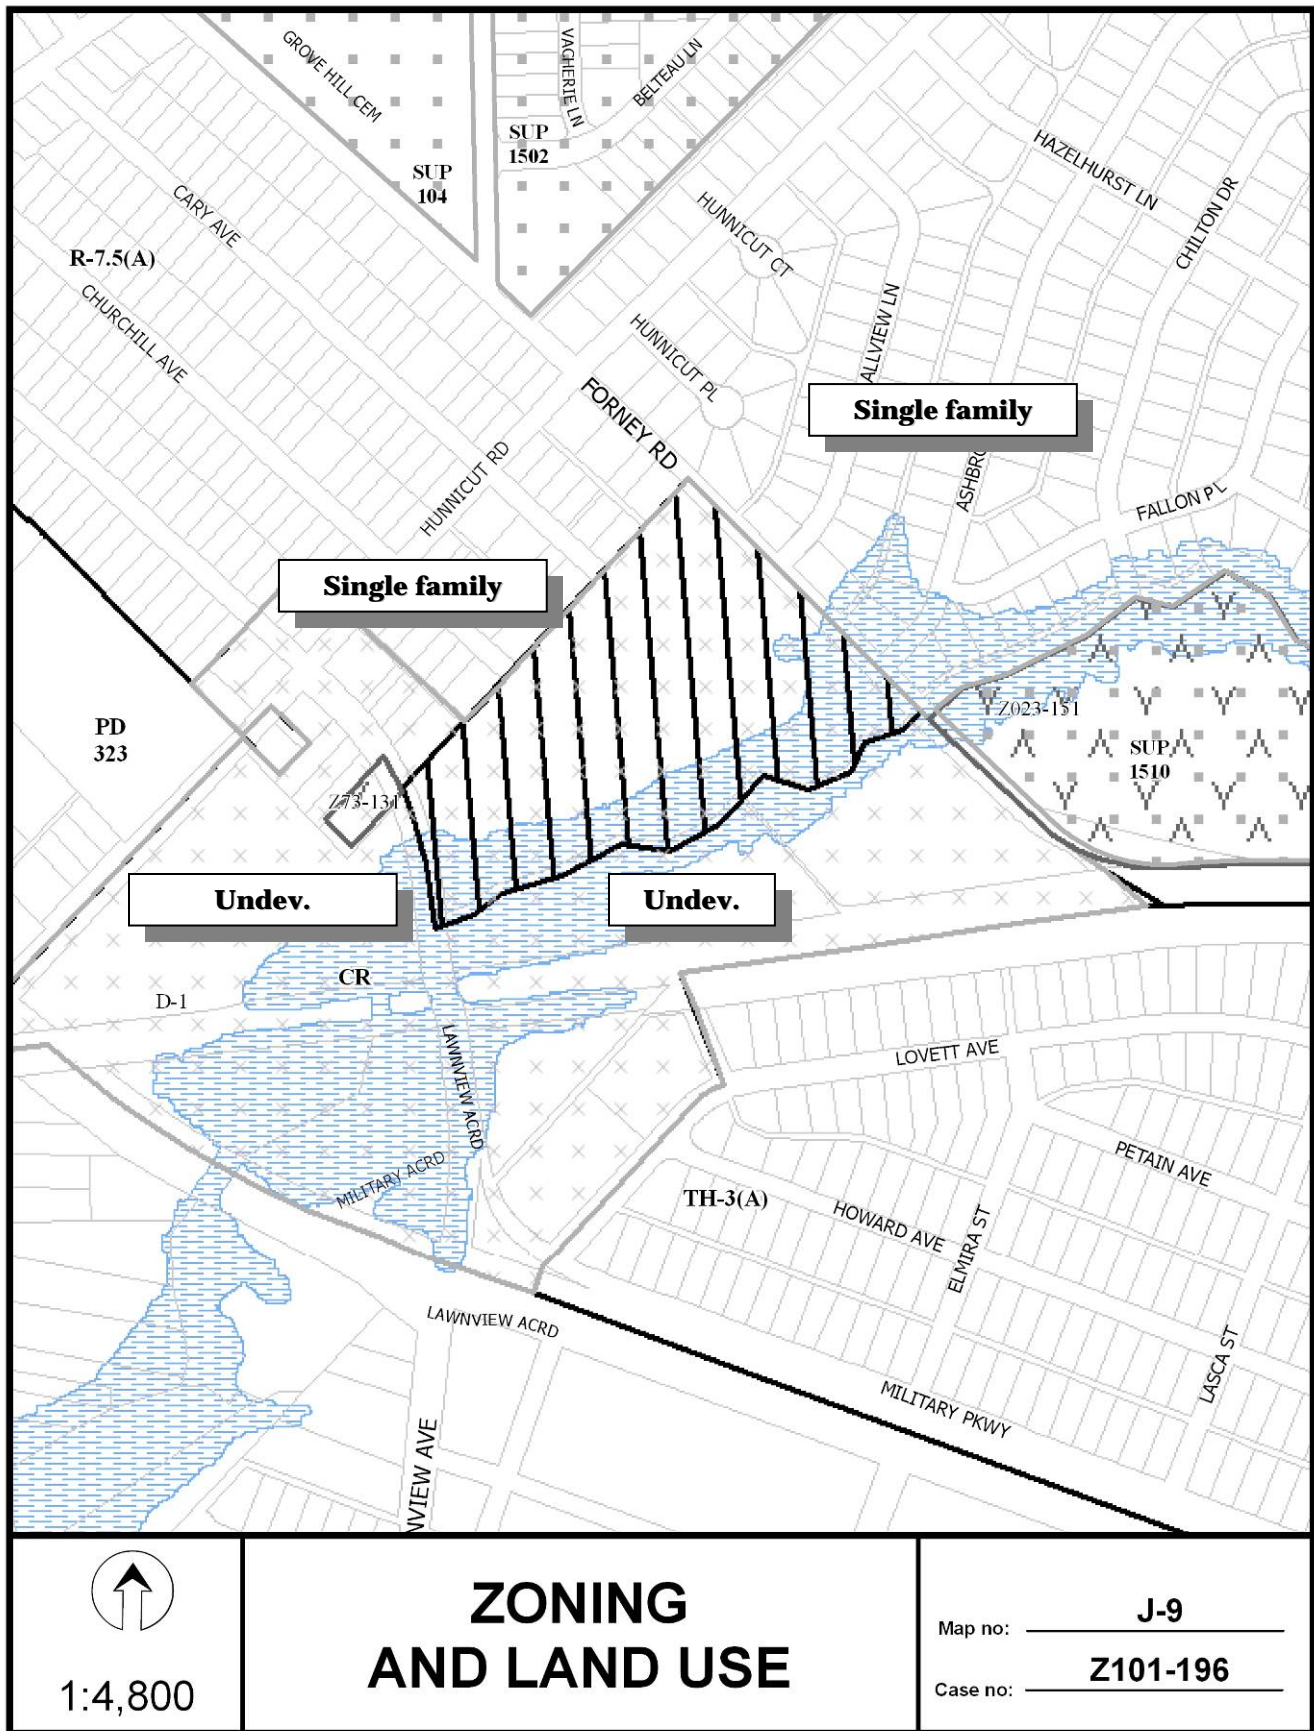 GROVE HILL CEM
VACHERIE LN
BELTEAU LN
SUP
1502
SUP
104
HAZELHURST LN
CHILTON DR
CARY AVE
R-7.5(A)
HUNNICUT CT
CHURCHILL AVE
ALLVIEW LN
HUNNICUT PL
FORNEY RD
Single family
HUNNICUT RD
ASHBRO
FALLON PL
Single family
PD
323
Z023-151
SUP
1510
Z73-131
Undev.
Undev.
CR
D-1
LAWNVIEW ACRD
LOVETT AVE
MILITARY ACRD
PETAIN AVE
TH-3(A)
HOWARD AVE
ELMIRA ST
LAWNVIEW ACRD
LASCA ST
MILITARY PKWY
NVIEW AVE
1:4,800
ZONING
AND LAND USE
Map no: J-9
Case no: Z101-196